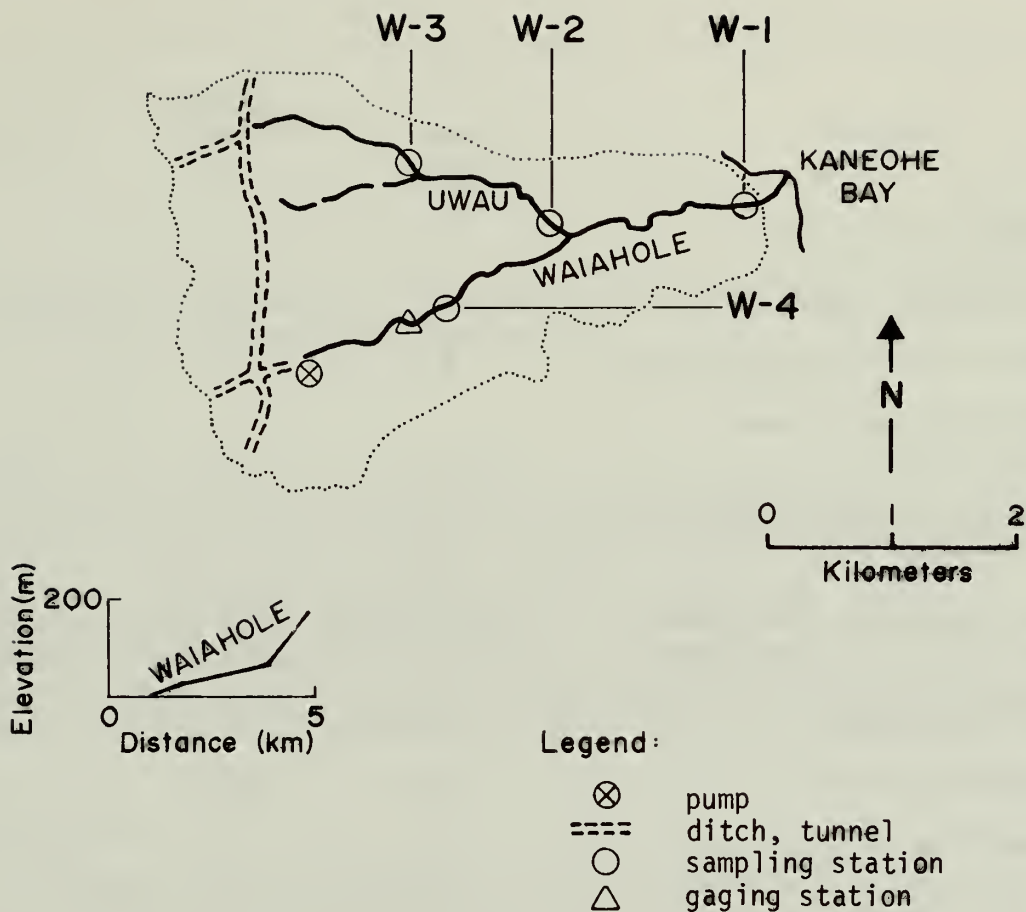 W-3 W-2 W-1
KANEOHE
BAY
UWAU
WAIAHOLE
W-4
N
0 1 2
Kilometers
Elevation (m)
200
WAIAHOLE
0 5
Distance (km)
Legend:
pump
ditch, tunnel
sampling station
gaging station